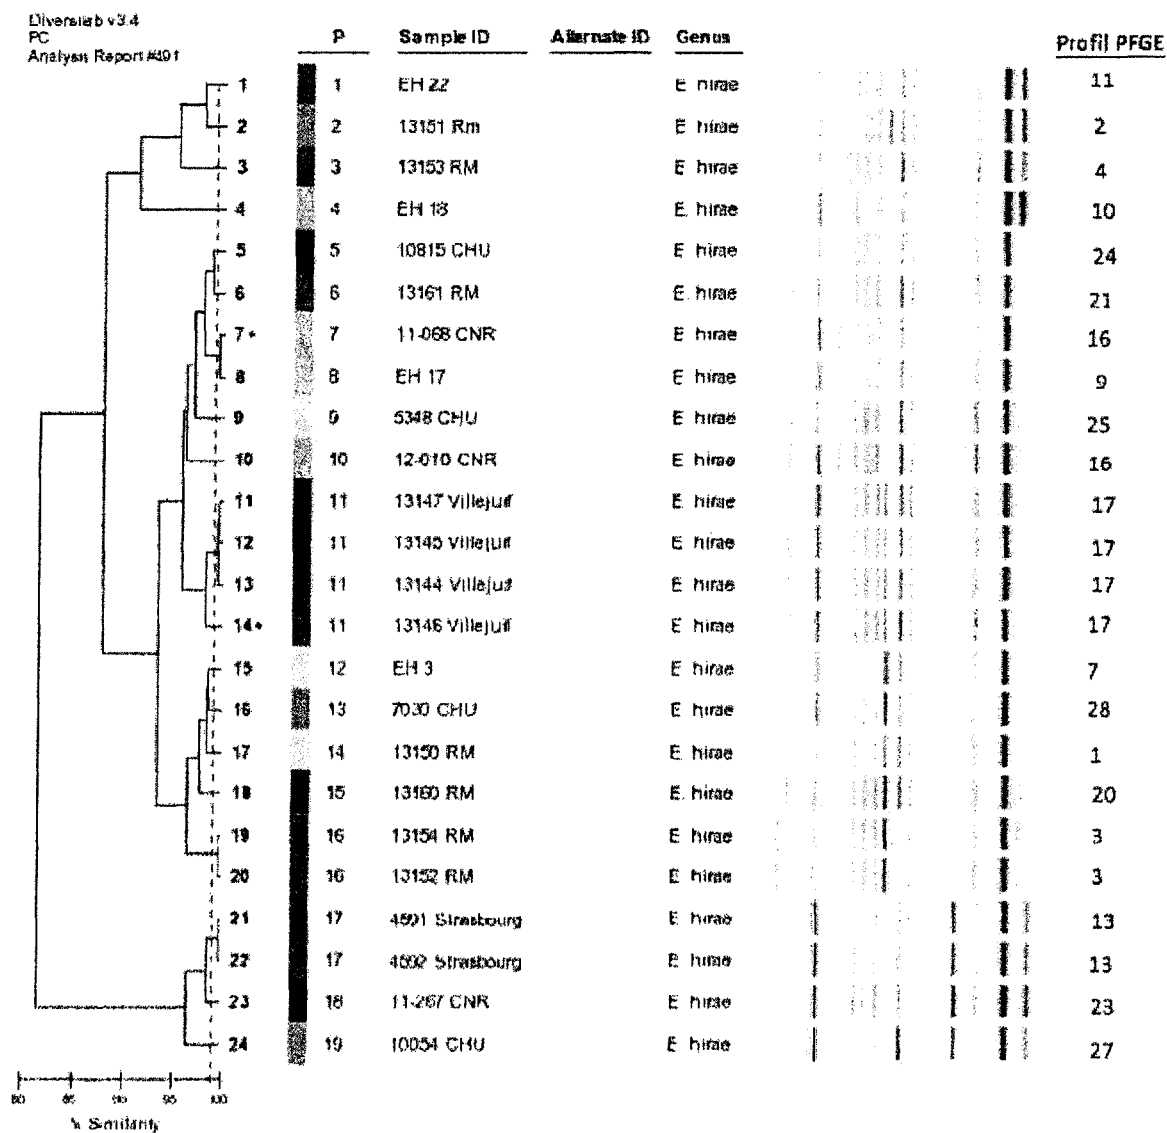 Diversilab v3.4
PC
Analysis Report #491
P Sample ID Alternate ID Genus Profil PFGE
1 1 EH 22 E. hirae 11
2 2 13151 Rm E. hirae 2
3 3 13153 RM E. hirae 4
4 4 EH 18 E. hirae 10
5 5 10815 CHU E. hirae 24
6 6 13161 RM E. hirae 21
7* 7 11-068 CNR E. hirae 16
8 8 EH 17 E. hirae 9
9 9 5348 CHU E. hirae 25
10 10 12-010 CNR E. hirae 16
11 11 13147 Villejuif E. hirae 17
12 11 13145 Villejuif E. hirae 17
13 11 13144 Villejuif E. hirae 17
14* 11 13146 Villejuif E. hirae 17
15 12 EH 3 E. hirae 7
16 13 7030 CHU E. hirae 28
17 14 13150 RM E. hirae 1
18 15 13160 RM E. hirae 20
19 16 13154 RM E. hirae 3
20 16 13152 RM E. hirae 3
21 17 4591 Strasbourg E. hirae 13
22 17 4592 Strasbourg E. hirae 13
23 18 11-267 CNR E. hirae 23
24 19 10054 CHU E. hirae 27
80 85 90 95 100
% Similarity